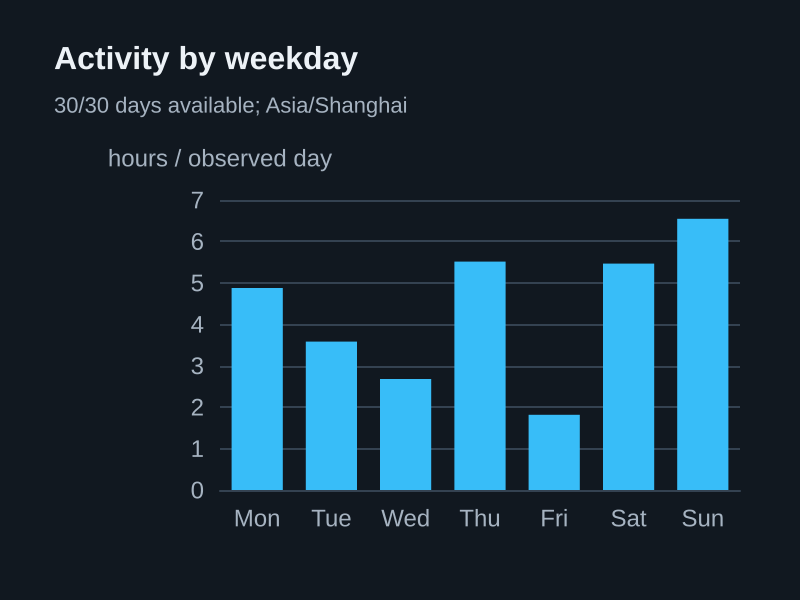 Activity by weekday
30/30 days available; Asia/Shanghai
hours / observed day
7
6
5
4
3
2
1
0
Mon Tue Wed Thu Fri Sat Sun